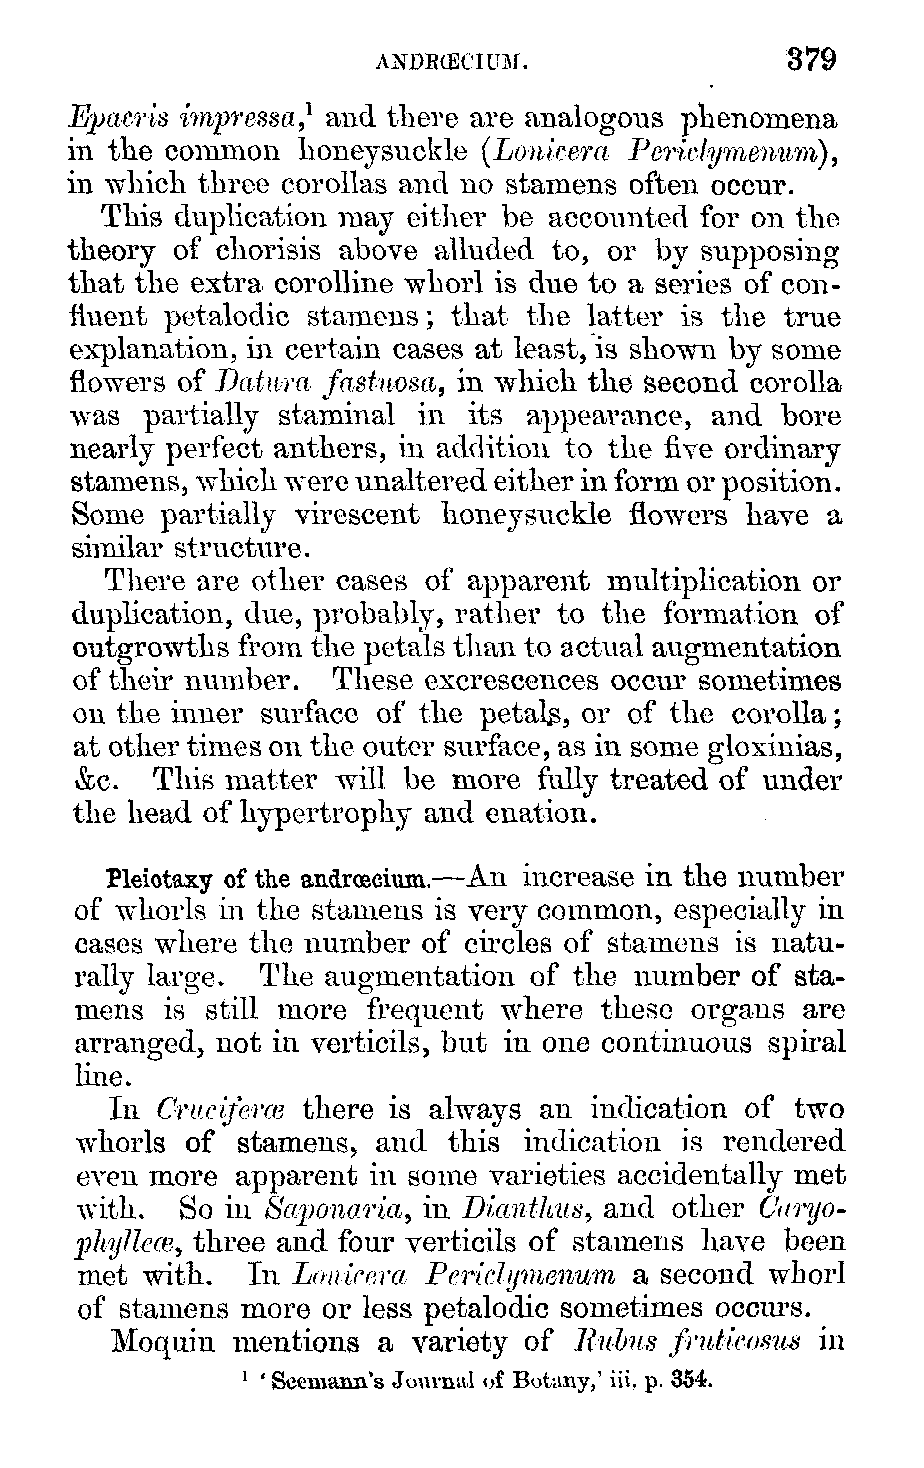 ANDRŒCIUM. 379
Epacris impressa,¹ and there are analogous phenomena
in the common honeysuckle (Lonicera Periclymenum),
in which three corollas and no stamens often occur.
This duplication may either be accounted for on the
theory of chorisis above alluded to, or by supposing
that the extra corolline whorl is due to a series of con-
fluent petalodic stamens; that the latter is the true
explanation, in certain cases at least, is shown by some
flowers of Datura fastuosa, in which the second corolla
was partially staminal in its appearance, and bore
nearly perfect anthers, in addition to the five ordinary
stamens, which were unaltered either in form or position.
Some partially virescent honeysuckle flowers have a
similar structure.
There are other cases of apparent multiplication or
duplication, due, probably, rather to the formation of
outgrowths from the petals than to actual augmentation
of their number. These excrescences occur sometimes
on the inner surface of the petals, or of the corolla;
at other times on the outer surface, as in some gloxinias,
&c. This matter will be more fully treated of under
the head of hypertrophy and enation.
Pleiotaxy of the andrœcium.—An increase in the number
of whorls in the stamens is very common, especially in
cases where the number of circles of stamens is natu-
rally large. The augmentation of the number of sta-
mens is still more frequent where these organs are
arranged, not in verticils, but in one continuous spiral
line.
In Cruciferæ there is always an indication of two
whorls of stamens, and this indication is rendered
even more apparent in some varieties accidentally met
with. So in Saponaria, in Dianthus, and other Caryo-
phylleæ, three and four verticils of stamens have been
met with. In Lonicera Periclymenum a second whorl
of stamens more or less petalodic sometimes occurs.
Moquin mentions a variety of Rubus fruticosus in
¹ ‘Seemann's Journal of Botany,’ iii, p. 354.